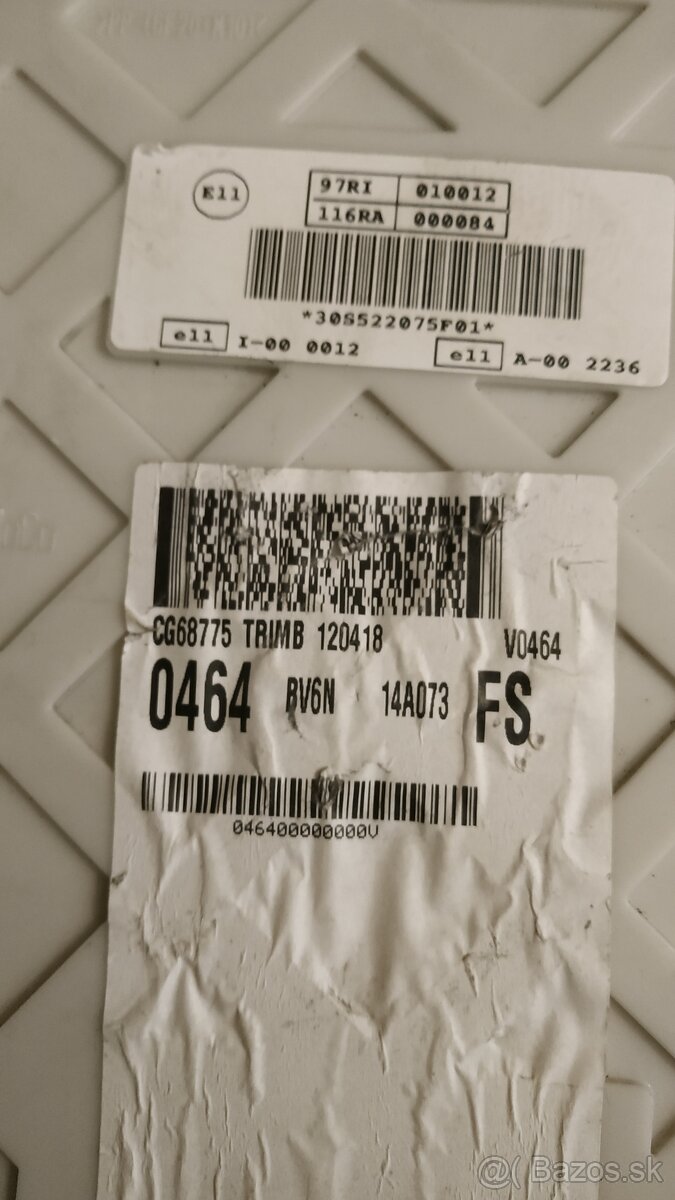 E11
97RI 010012
116RA 000084
*30S522075F01*
e11 I-00 0012
e11 A-00 2236
CG68775 TRIMB 120418 V0464
0464 BV6N 14A073 FS
046400000000V
@( Bazos.sk